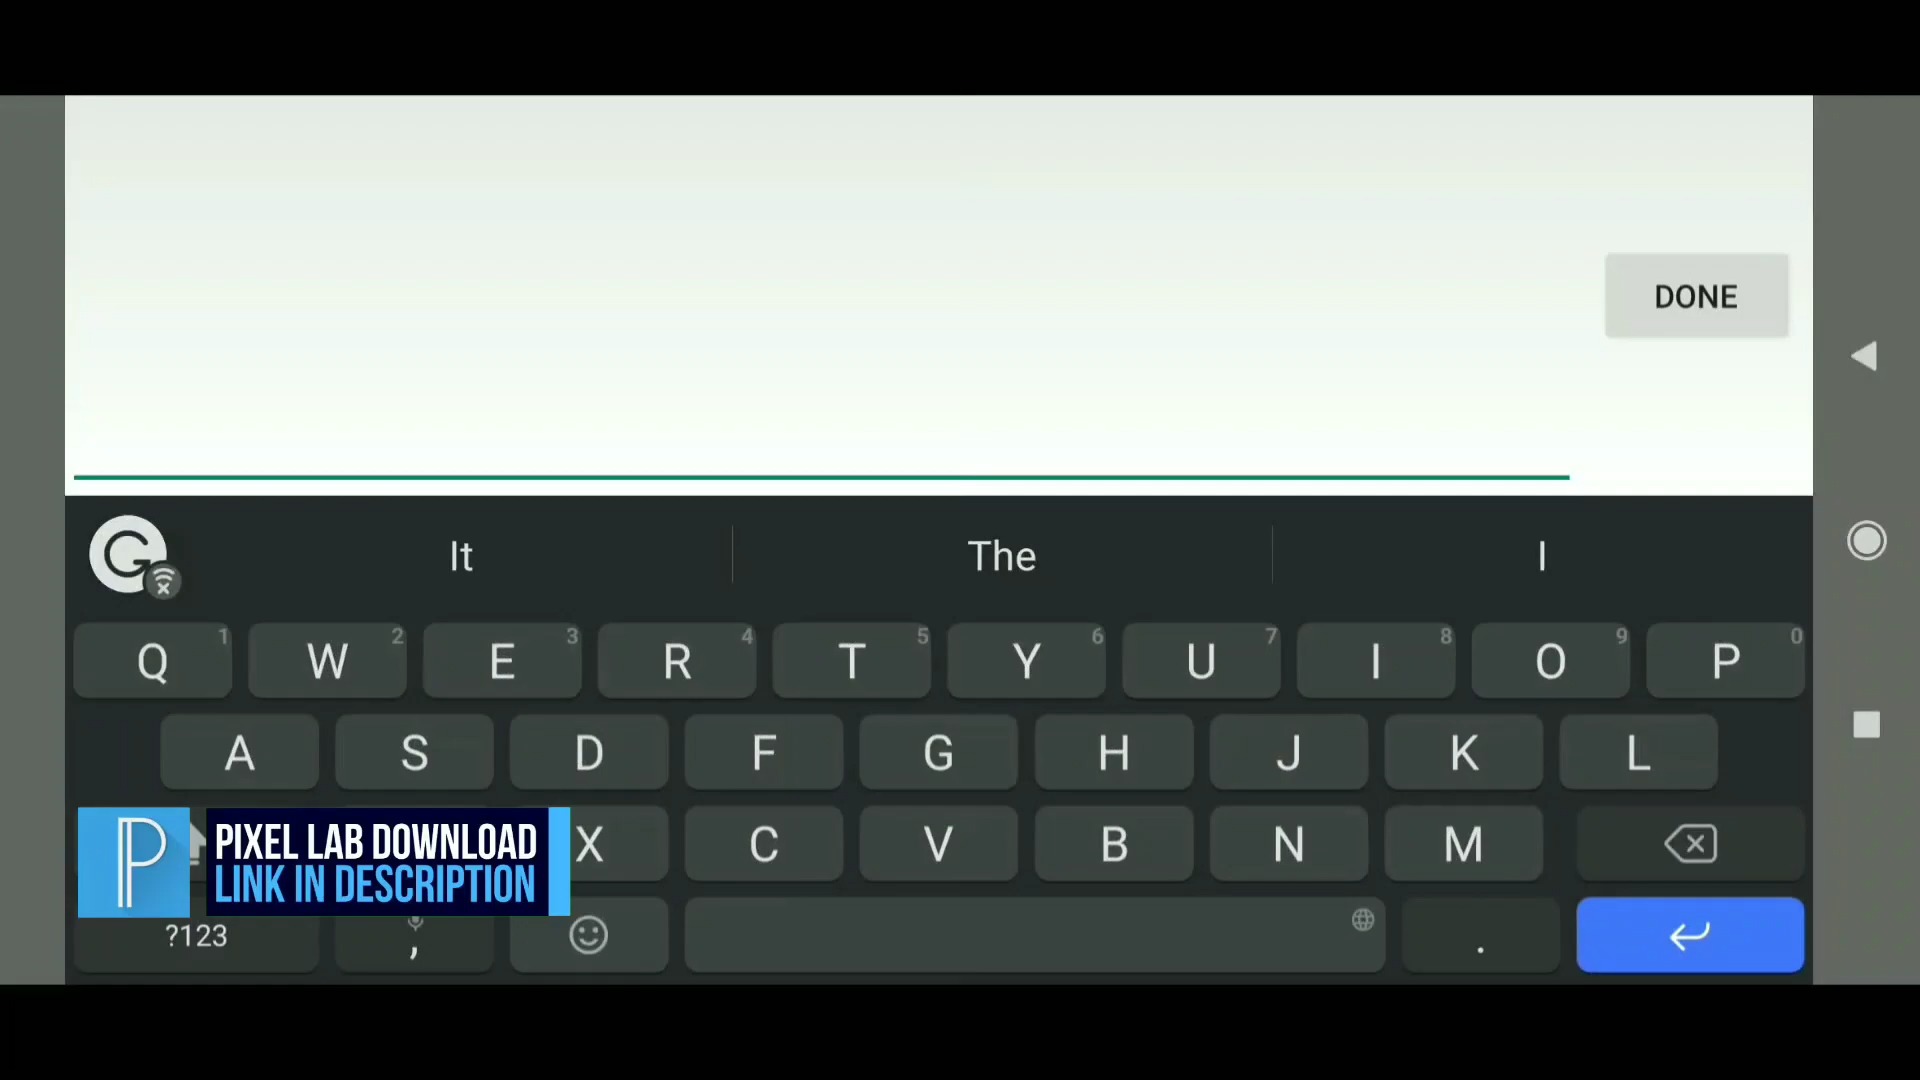 DONE
It The I
Q 1 W 2 E 3 R 4 T 5 Y 6 U 7 I 8 O 9 P 0
A S D F G H J K L
X C V B N M
PIXEL LAB DOWNLOAD
LINK IN DESCRIPTION
?123 , .